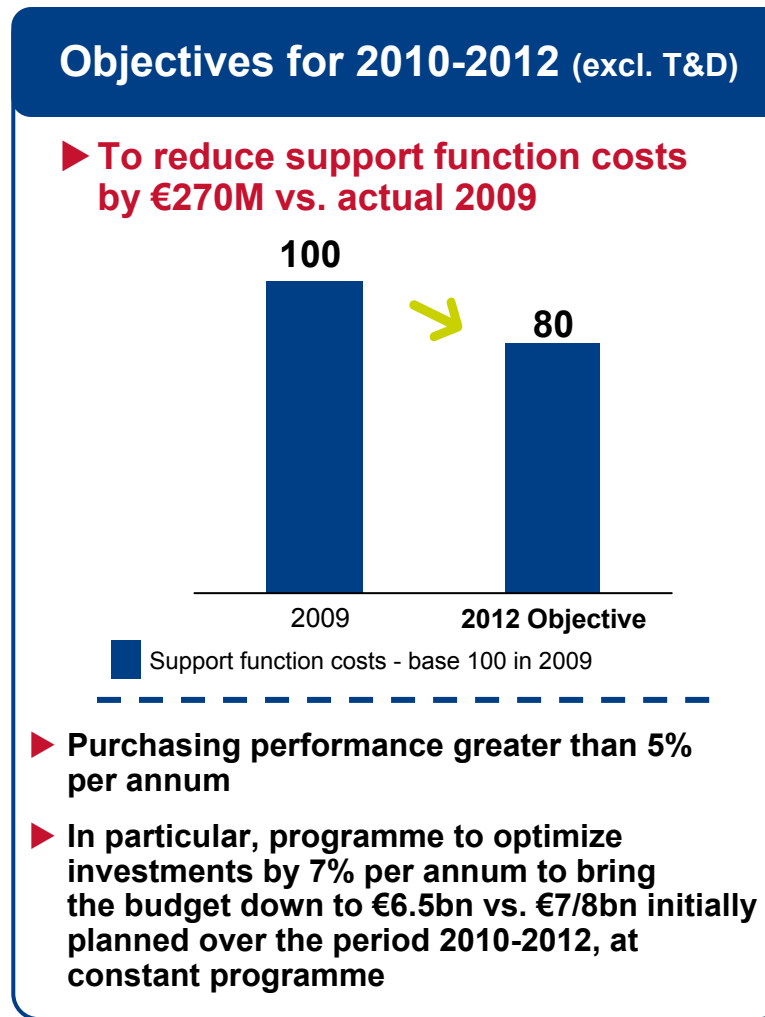 Objectives for 2010-2012 (excl. T&D)
To reduce support function costs
by €270M vs. actual 2009
100
80
2009
2012 Objective
Support function costs - base 100 in 2009
Purchasing performance greater than 5%
per annum
In particular, programme to optimize
investments by 7% per annum to bring
the budget down to €6.5bn vs. €7/8bn initially
planned over the period 2010-2012, at
constant programme